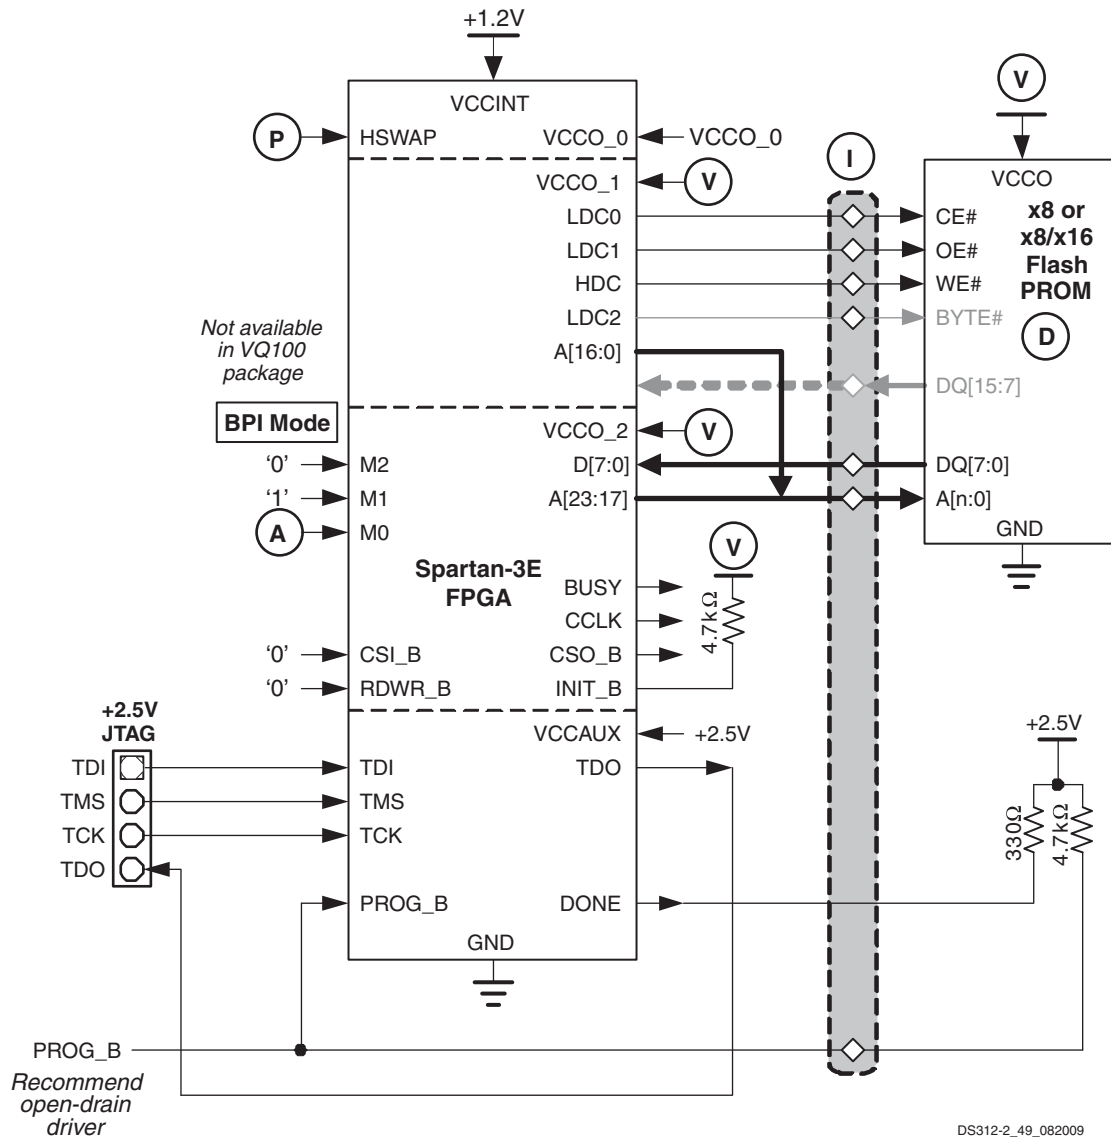 +1.2V
VCCINT
P
HSWAP
VCCO_0
VCCO_0
V
I
VCCO_1
V
VCCO
LDC0
CE#
x8 or
x8/x16
Flash
PROM
LDC1
OE#
HDC
WE#
LDC2
BYTE#
D
Not available
in VQ100
package
A[16:0]
DQ[15:7]
BPI Mode
VCCO_2
V
'0'
M2
D[7:0]
DQ[7:0]
'1'
M1
A[23:17]
A[n:0]
A
M0
GND
V
Spartan-3E
FPGA
BUSY
CCLK
4.7kΩ
CSO_B
INIT_B
'0'
CSI_B
'0'
RDWR_B
+2.5V
JTAG
VCCAUX
+2.5V
+2.5V
TDI
TDI
TDO
TMS
TMS
TCK
TCK
TDO
330Ω
4.7kΩ
PROG_B
DONE
GND
PROG_B
Recommend
open-drain
driver
DS312-2_49_082009